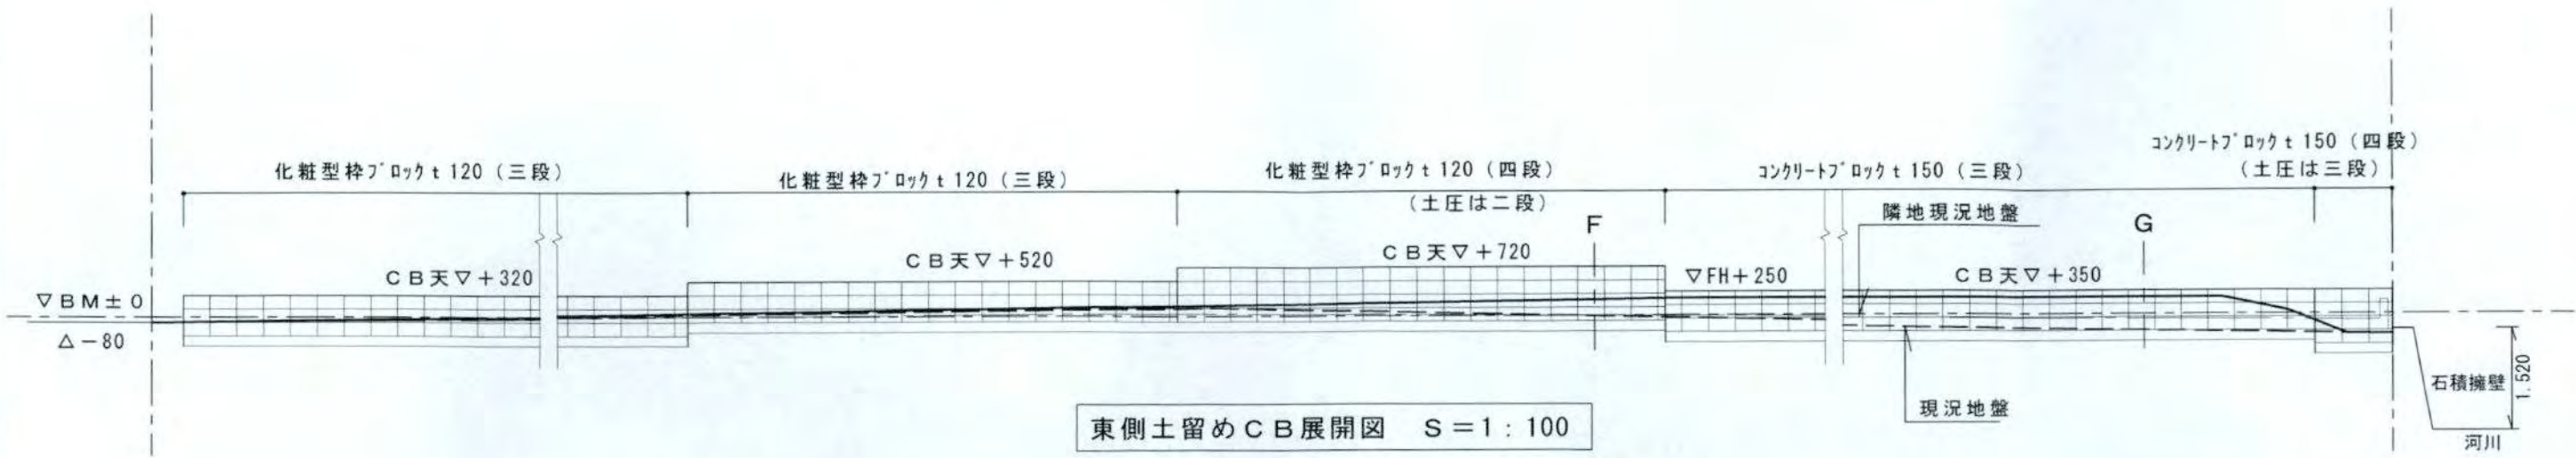 化粧型枠ﾌﾞﾛｯｸｔ120（三段）
化粧型枠ﾌﾞﾛｯｸｔ120（三段）
化粧型枠ﾌﾞﾛｯｸｔ120（四段）
（土圧は二段）
ｺﾝｸﾘｰﾄﾌﾞﾛｯｸｔ150（三段）
ｺﾝｸﾘｰﾄﾌﾞﾛｯｸｔ150（四段）
（土圧は三段）
隣地現況地盤
F
G
ＣＢ天▽＋320
ＣＢ天▽＋520
ＣＢ天▽＋720
▽FH＋250
ＣＢ天▽＋350
▽ＢＭ±０
△－80
現況地盤
石積擁壁
1.520
河川
東側土留めＣＢ展開図　Ｓ＝1：100